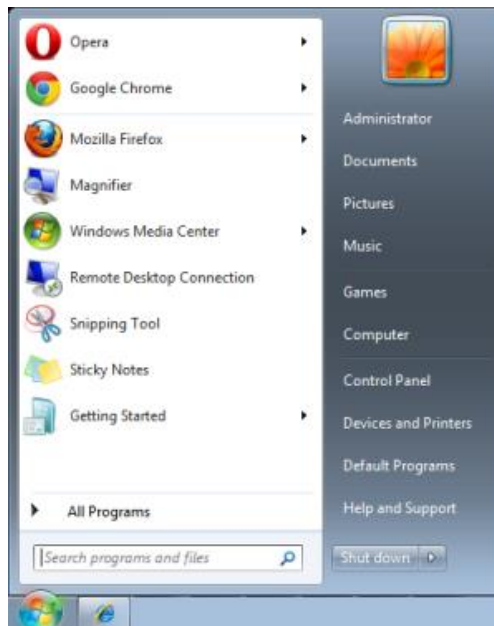 Opera
Google Chrome
Mozilla Firefox
Magnifier
Windows Media Center
Remote Desktop Connection
Snipping Tool
Sticky Notes
Getting Started
All Programs
Search programs and files
Administrator
Documents
Pictures
Music
Games
Computer
Control Panel
Devices and Printers
Default Programs
Help and Support
Shut down